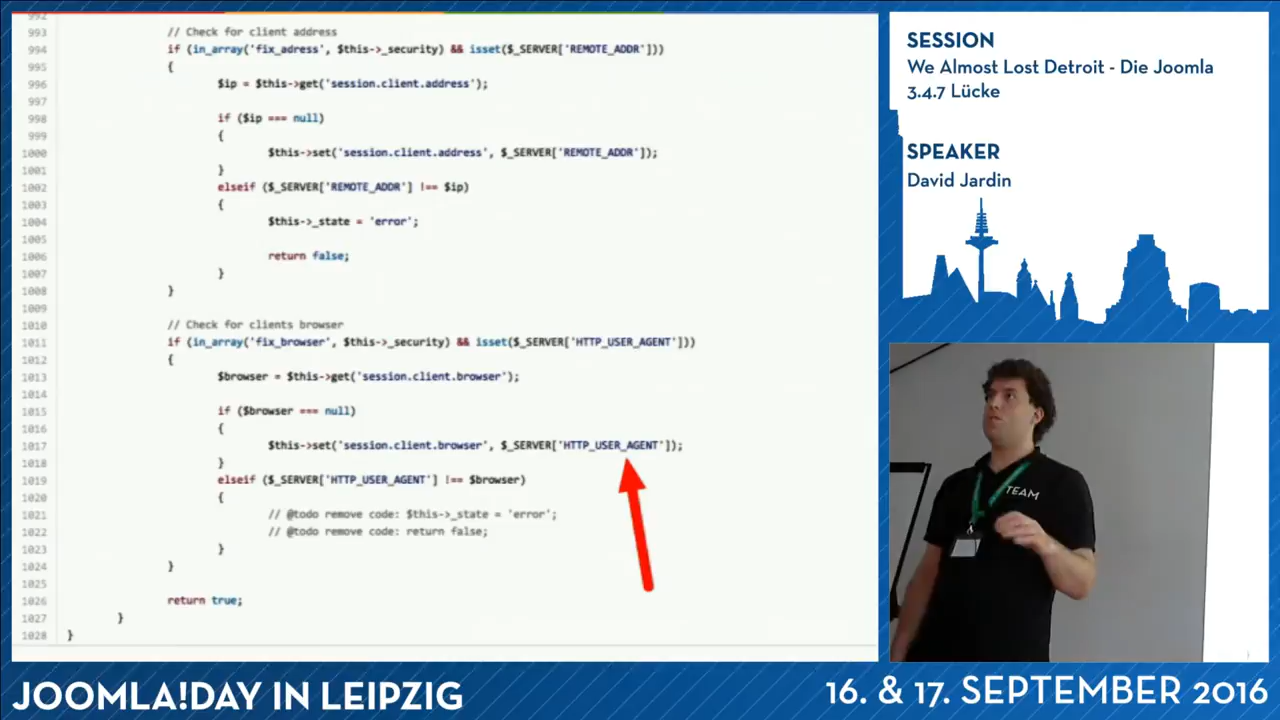 992
993 // Check for client address
994 if (in_array('fix_adress', $this->_security) && isset($_SERVER['REMOTE_ADDR']))
995 {
996 $ip = $this->get('session.client.address');
997
998 if ($ip === null)
999 {
1000 $this->set('session.client.address', $_SERVER['REMOTE_ADDR']);
1001 }
1002 elseif ($_SERVER['REMOTE_ADDR'] !== $ip)
1003 {
1004 $this->_state = 'error';
1005
1006 return false;
1007 }
1008 }
1009
1010 // Check for clients browser
1011 if (in_array('fix_browser', $this->_security) && isset($_SERVER['HTTP_USER_AGENT']))
1012 {
1013 $browser = $this->get('session.client.browser');
1014
1015 if ($browser === null)
1016 {
1017 $this->set('session.client.browser', $_SERVER['HTTP_USER_AGENT']);
1018 }
1019 elseif ($_SERVER['HTTP_USER_AGENT'] !== $browser)
1020 {
1021 // @todo remove code: $this->_state = 'error';
1022 // @todo remove code: return false;
1023 }
1024 }
1025
1026 return true;
1027 }
1028 }
SESSION
We Almost Lost Detroit - Die Joomla
3.4.7 Lücke
SPEAKER
David Jardin
TEAM
JOOMLA!DAY IN LEIPZIG
16. & 17. SEPTEMBER 2016